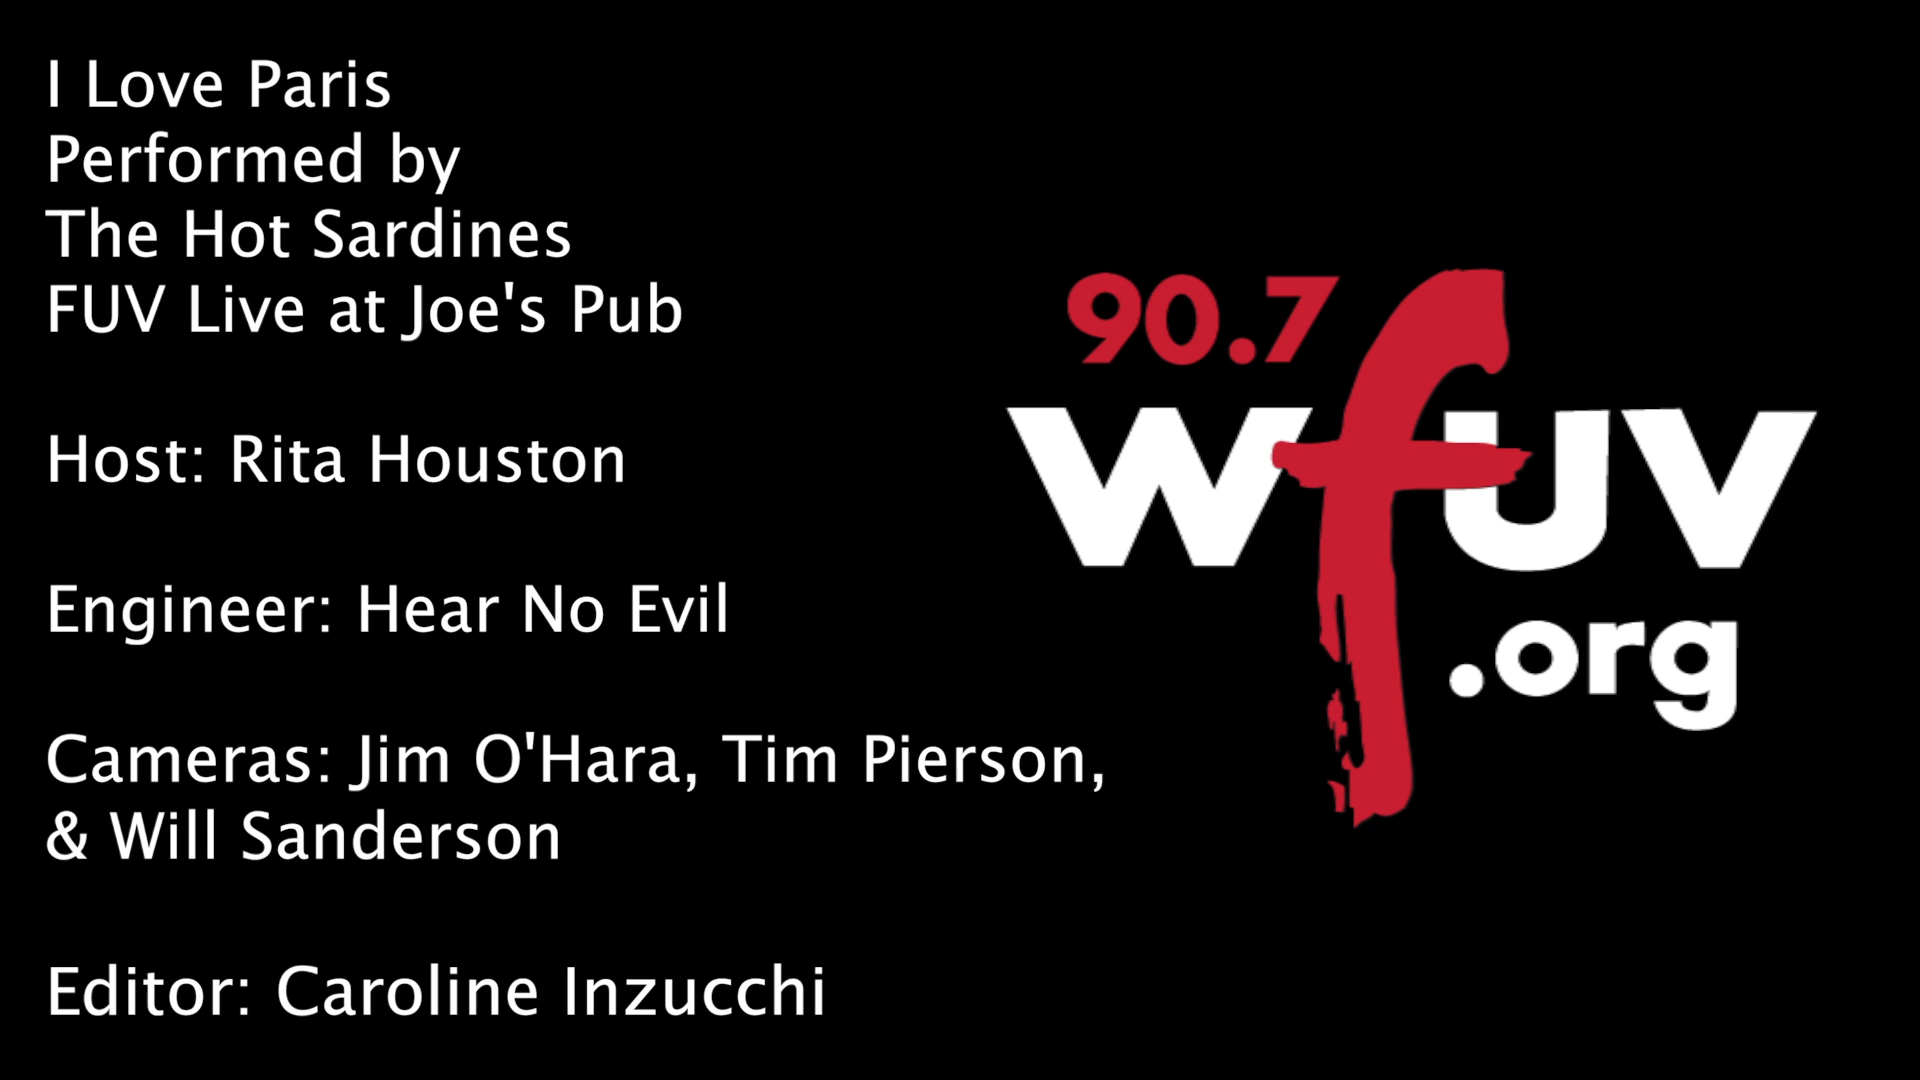 I Love Paris
Performed by
The Hot Sardines
FUV Live at Joe's Pub
Host: Rita Houston
Engineer: Hear No Evil
Cameras: Jim O'Hara, Tim Pierson,
& Will Sanderson
Editor: Caroline Inzucchi
90.7
wfuv
.org